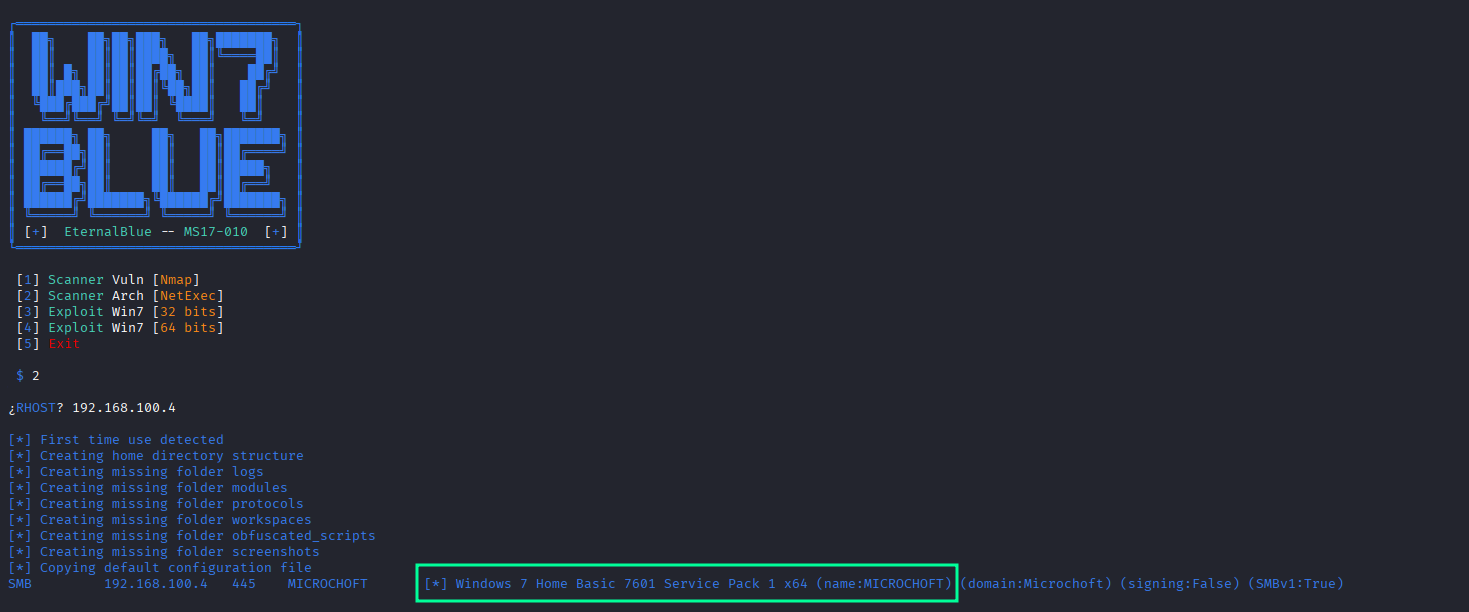 WIN7
BLUE
[+] EternalBlue -- MS17-010 [+]
[1] Scanner Vuln [Nmap]
[2] Scanner Arch [NetExec]
[3] Exploit Win7 [32 bits]
[4] Exploit Win7 [64 bits]
[5] Exit
$ 2
¿RHOST? 192.168.100.4
[*] First time use detected
[*] Creating home directory structure
[*] Creating missing folder logs
[*] Creating missing folder modules
[*] Creating missing folder protocols
[*] Creating missing folder workspaces
[*] Creating missing folder obfuscated_scripts
[*] Creating missing folder screenshots
[*] Copying default configuration file
SMB 192.168.100.4 445 MICROCHOFT [*] Windows 7 Home Basic 7601 Service Pack 1 x64 (name:MICROCHOFT) (domain:Microchoft) (signing:False) (SMBv1:True)